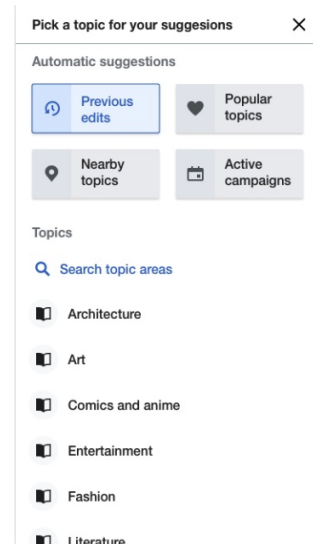 Pick a topic for your suggesions
Automatic suggestions
Previous
edits
Popular
topics
Nearby
topics
Active
campaigns
Topics
Search topic areas
Architecture
Art
Comics and anime
Entertainment
Fashion
Literature